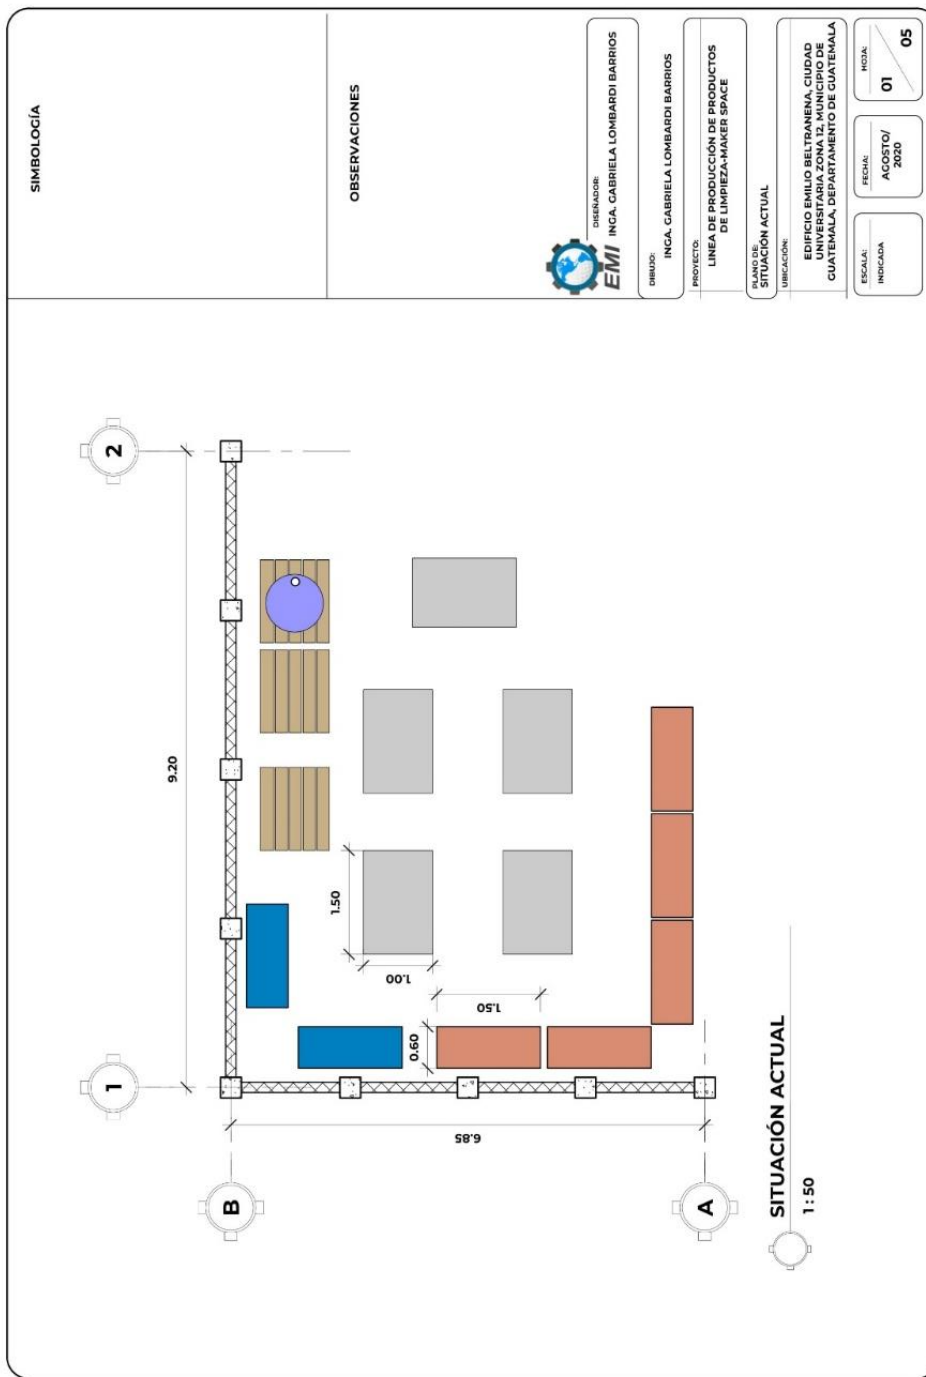 SIMBOLOGÍA
OBSERVACIONES
EMI
DISEÑADOR:
INGA. GABRIELA LOMBARDI BARRIOS
DIBUJO:
INGA. GABRIELA LOMBARDI BARRIOS
PROYECTO:
LINEA DE PRODUCCIÓN DE PRODUCTOS
DE LIMPIEZA-MAKER SPACE
PLANO DE:
SITUACIÓN ACTUAL
UBICACIÓN:
EDIFICIO EMILIO BELTRANENA, CIUDAD
UNIVERSITARIA ZONA 12, MUNICIPIO DE
GUATEMALA, DEPARTAMENTO DE GUATEMALA
ESCALA:
INDICADA
FECHA:
AGOSTO/
2020
HOJA:
01
05
1
2
9.20
B
A
6.85
1.50
1.00
1.50
0.60
SITUACIÓN ACTUAL
1 : 50